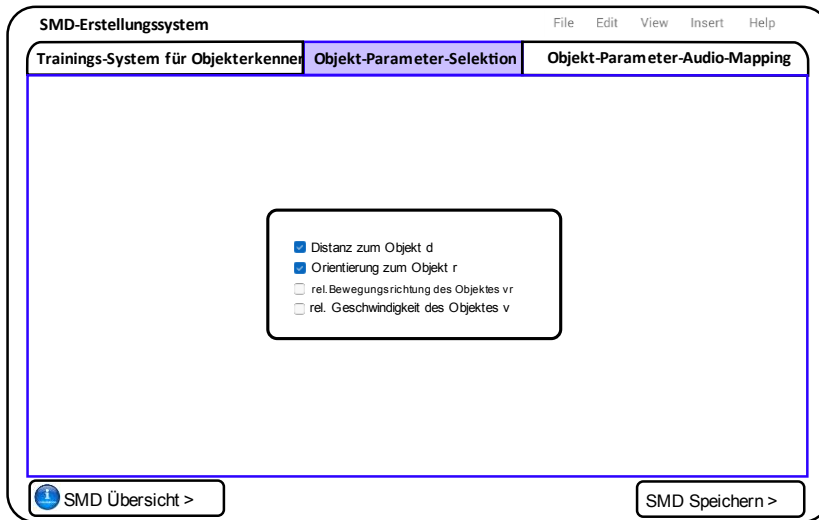 SMD-Erstellungssystem File Edit View Insert Help
Trainings-System für Objekterkenner Objekt-Parameter-Selektion Objekt-Parameter-Audio-Mapping
Distanz zum Objekt d
Orientierung zum Objekt r
rel.Bewegungsrichtung des Objektes vr
rel. Geschwindigkeit des Objektes v
SMD Übersicht > SMD Speichern >